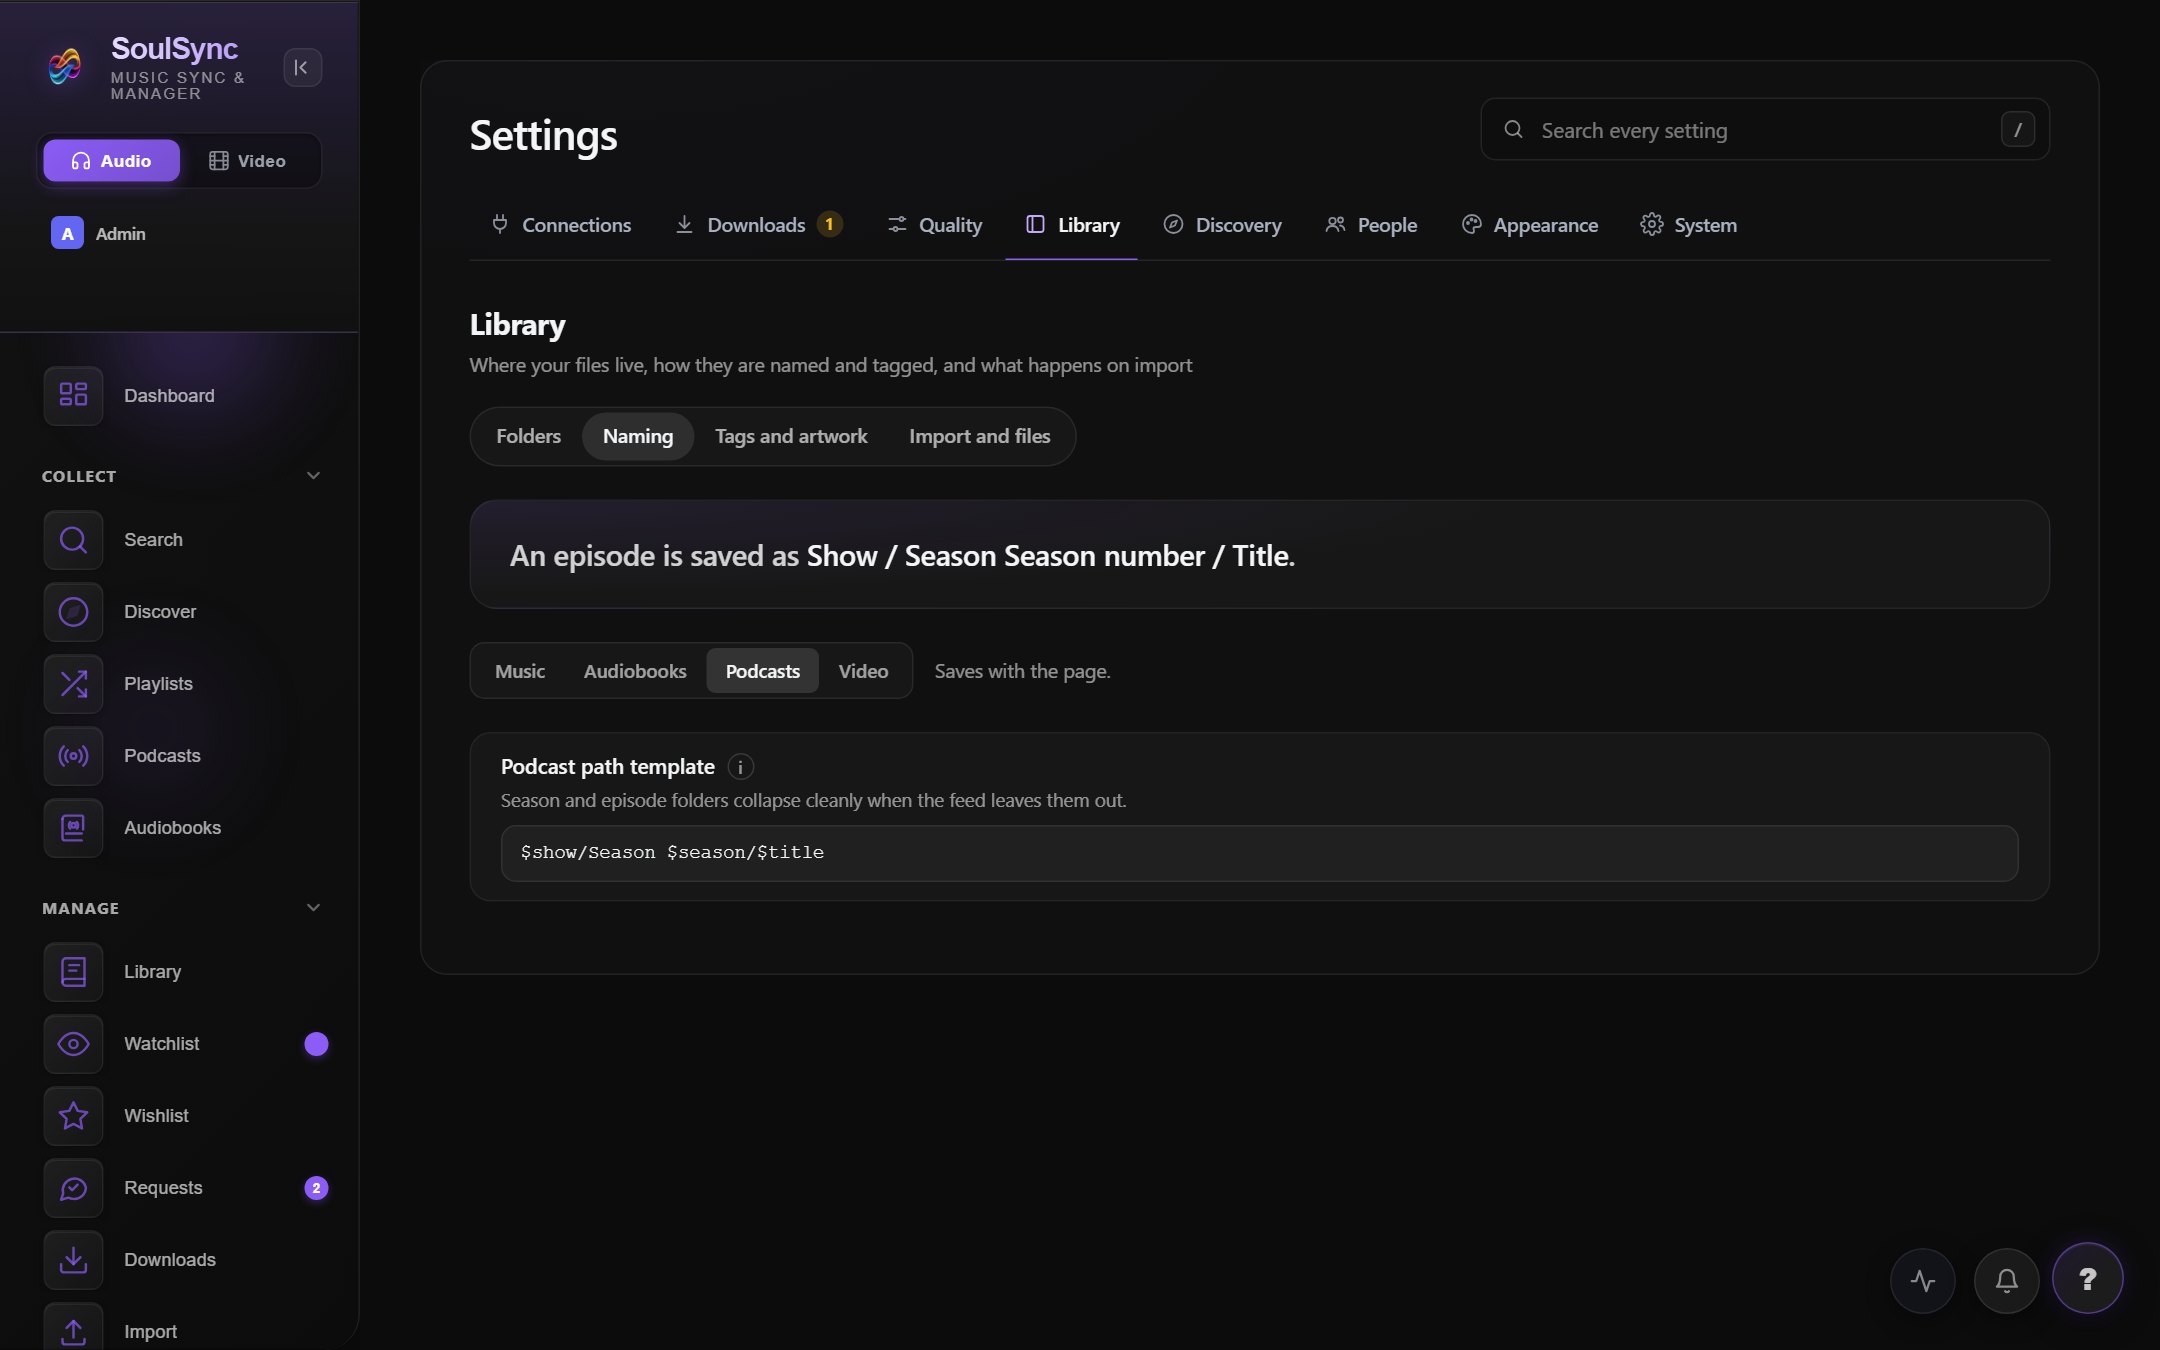 SoulSync
MUSIC SYNC &
MANAGER
Audio
Video
A
Admin
Dashboard
COLLECT
Search
Discover
Playlists
Podcasts
Audiobooks
MANAGE
Library
Watchlist
Wishlist
Requests
2
Downloads
Import
Settings
Search every setting
/
Connections
Downloads
1
Quality
Library
Discovery
People
Appearance
System
Library
Where your files live, how they are named and tagged, and what happens on import
Folders
Naming
Tags and artwork
Import and files
An episode is saved as Show / Season Season number / Title.
Music
Audiobooks
Podcasts
Video
Saves with the page.
Podcast path template
i
Season and episode folders collapse cleanly when the feed leaves them out.
$show/Season $season/$title
?